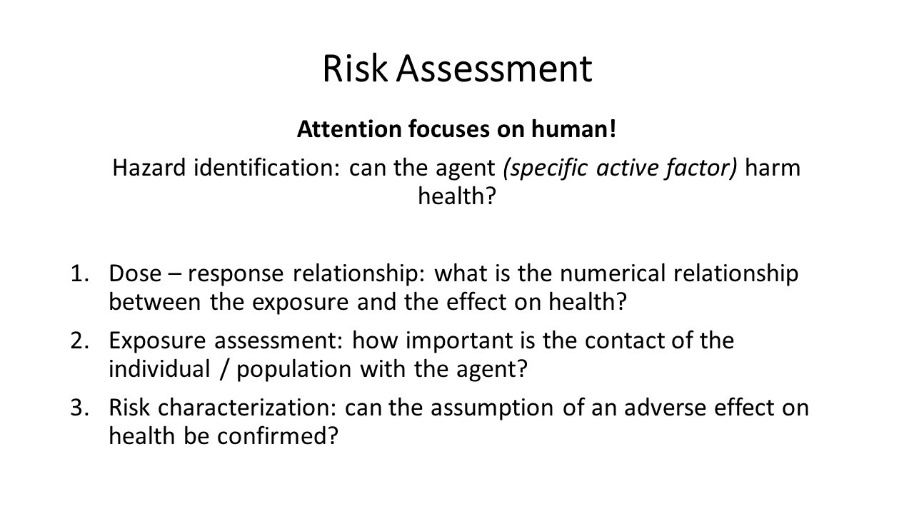 Risk Assessment
Attention focuses on human!
Hazard identification: can the agent (specific active factor) harm
health?
1. Dose – response relationship: what is the numerical relationship
between the exposure and the effect on health?
2. Exposure assessment: how important is the contact of the
individual / population with the agent?
3. Risk characterization: can the assumption of an adverse effect on
health be confirmed?